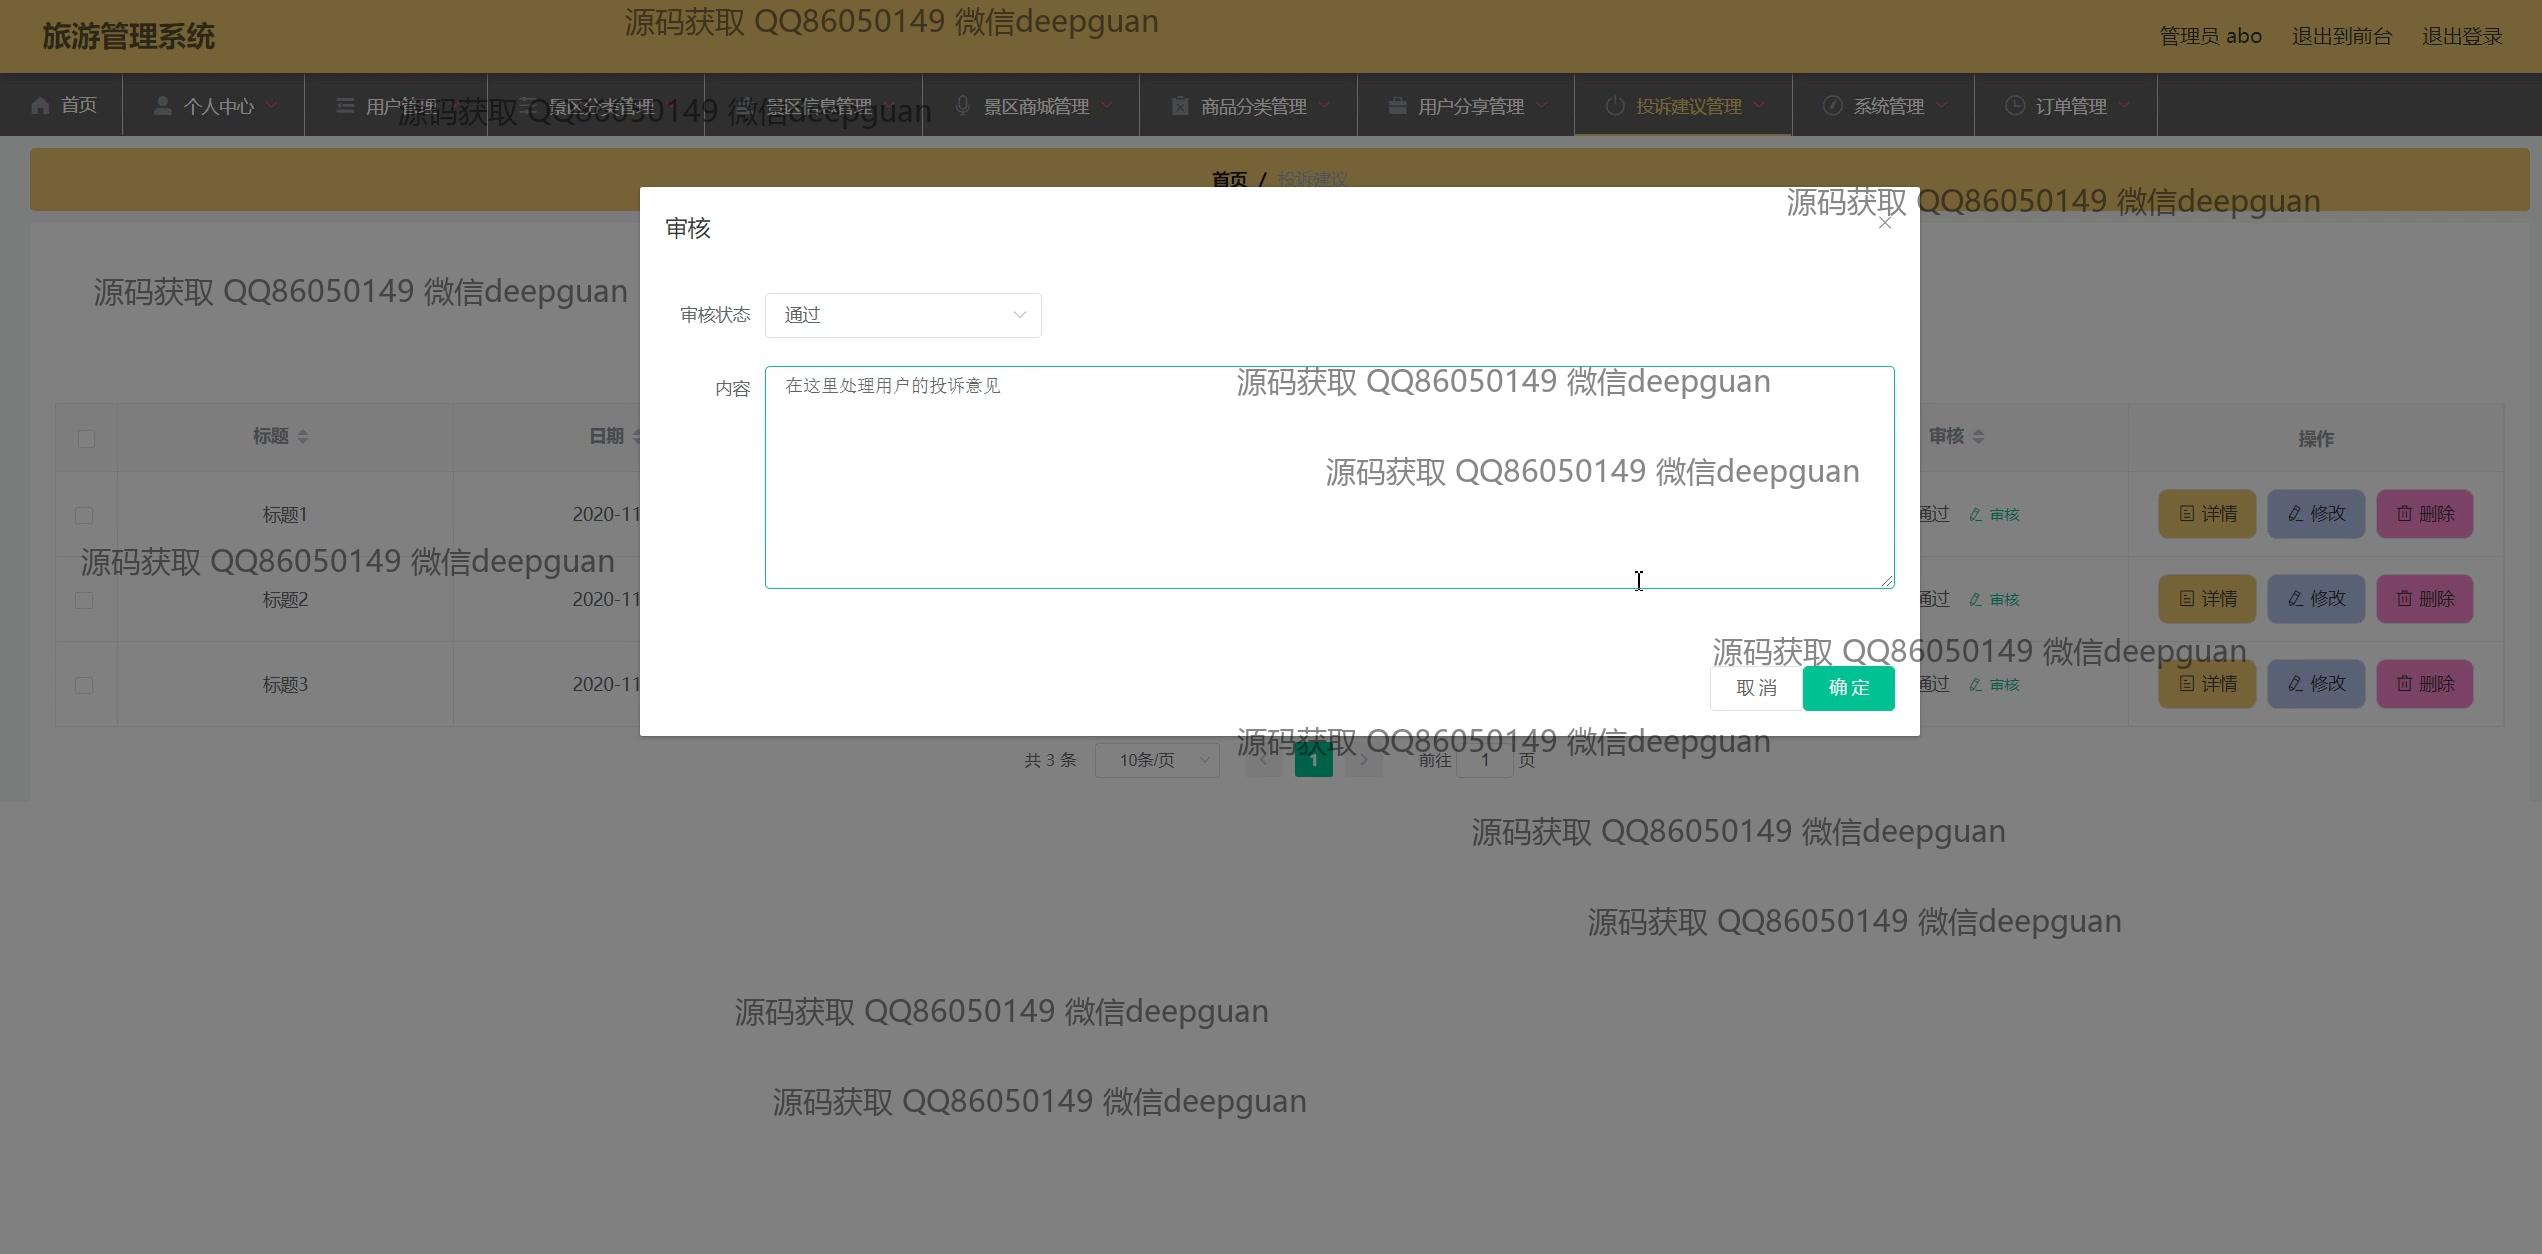 旅游管理系统
源码获取 QQ86050149 微信deepguan
管理员 abo 退出到前台 退出登录
首页 个人中心 用户管理 景区分类管理 景区信息管理 景区商城管理 商品分类管理 用户分享管理 投诉建议管理 系统管理 订单管理
源码获取 QQ86050149 微信deepguan
首页 / 投诉建议
源码获取 QQ86050149 微信deepguan
审核
源码获取 QQ86050149 微信deepguan
审核状态 通过
内容 在这里处理用户的投诉意见
源码获取 QQ86050149 微信deepguan
标题 日期 审核 操作
源码获取 QQ86050149 微信deepguan
标题1 2020-11 通过 审核 详情 修改 删除
源码获取 QQ86050149 微信deepguan
标题2 2020-11 通过 审核 详情 修改 删除
源码获取 QQ86050149 微信deepguan
标题3 2020-11 通过 审核 详情 修改 删除
取消 确定
源码获取 QQ86050149 微信deepguan
共 3 条 10条/页 1 前往 1 页
源码获取 QQ86050149 微信deepguan
源码获取 QQ86050149 微信deepguan
源码获取 QQ86050149 微信deepguan
源码获取 QQ86050149 微信deepguan